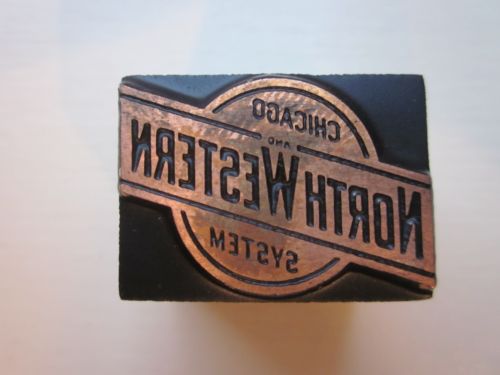 CHICAGO
AND
NORTH WESTERN
SYSTEM